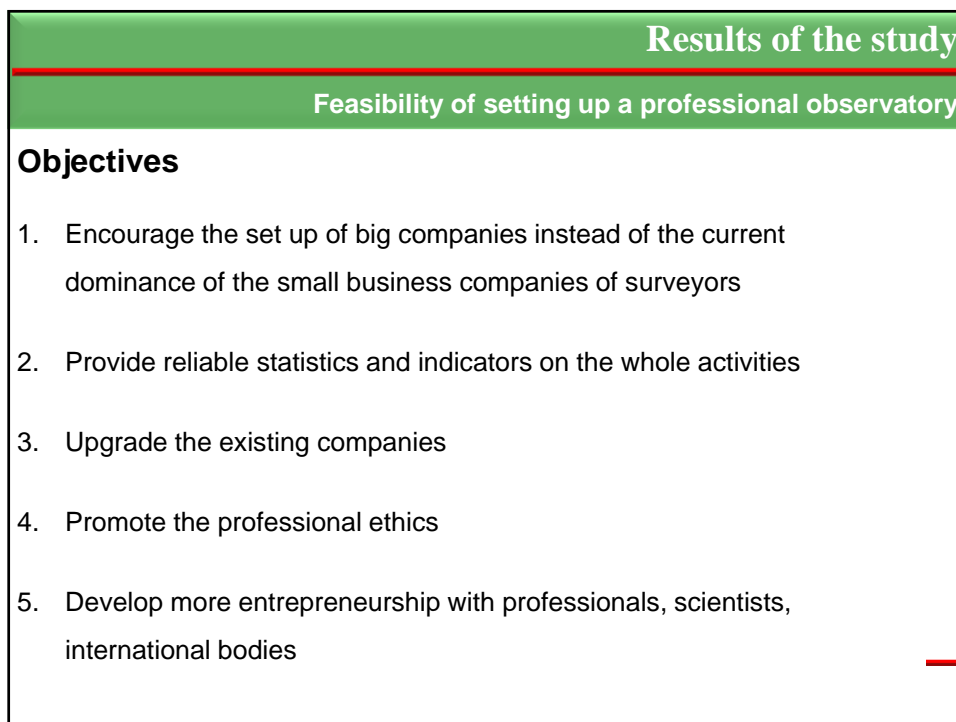 Results of the study
Feasibility of setting up a professional observatory
Objectives
1. Encourage the set up of big companies instead of the current
dominance of the small business companies of surveyors
2. Provide reliable statistics and indicators on the whole activities
3. Upgrade the existing companies
4. Promote the professional ethics
5. Develop more entrepreneurship with professionals, scientists,
international bodies